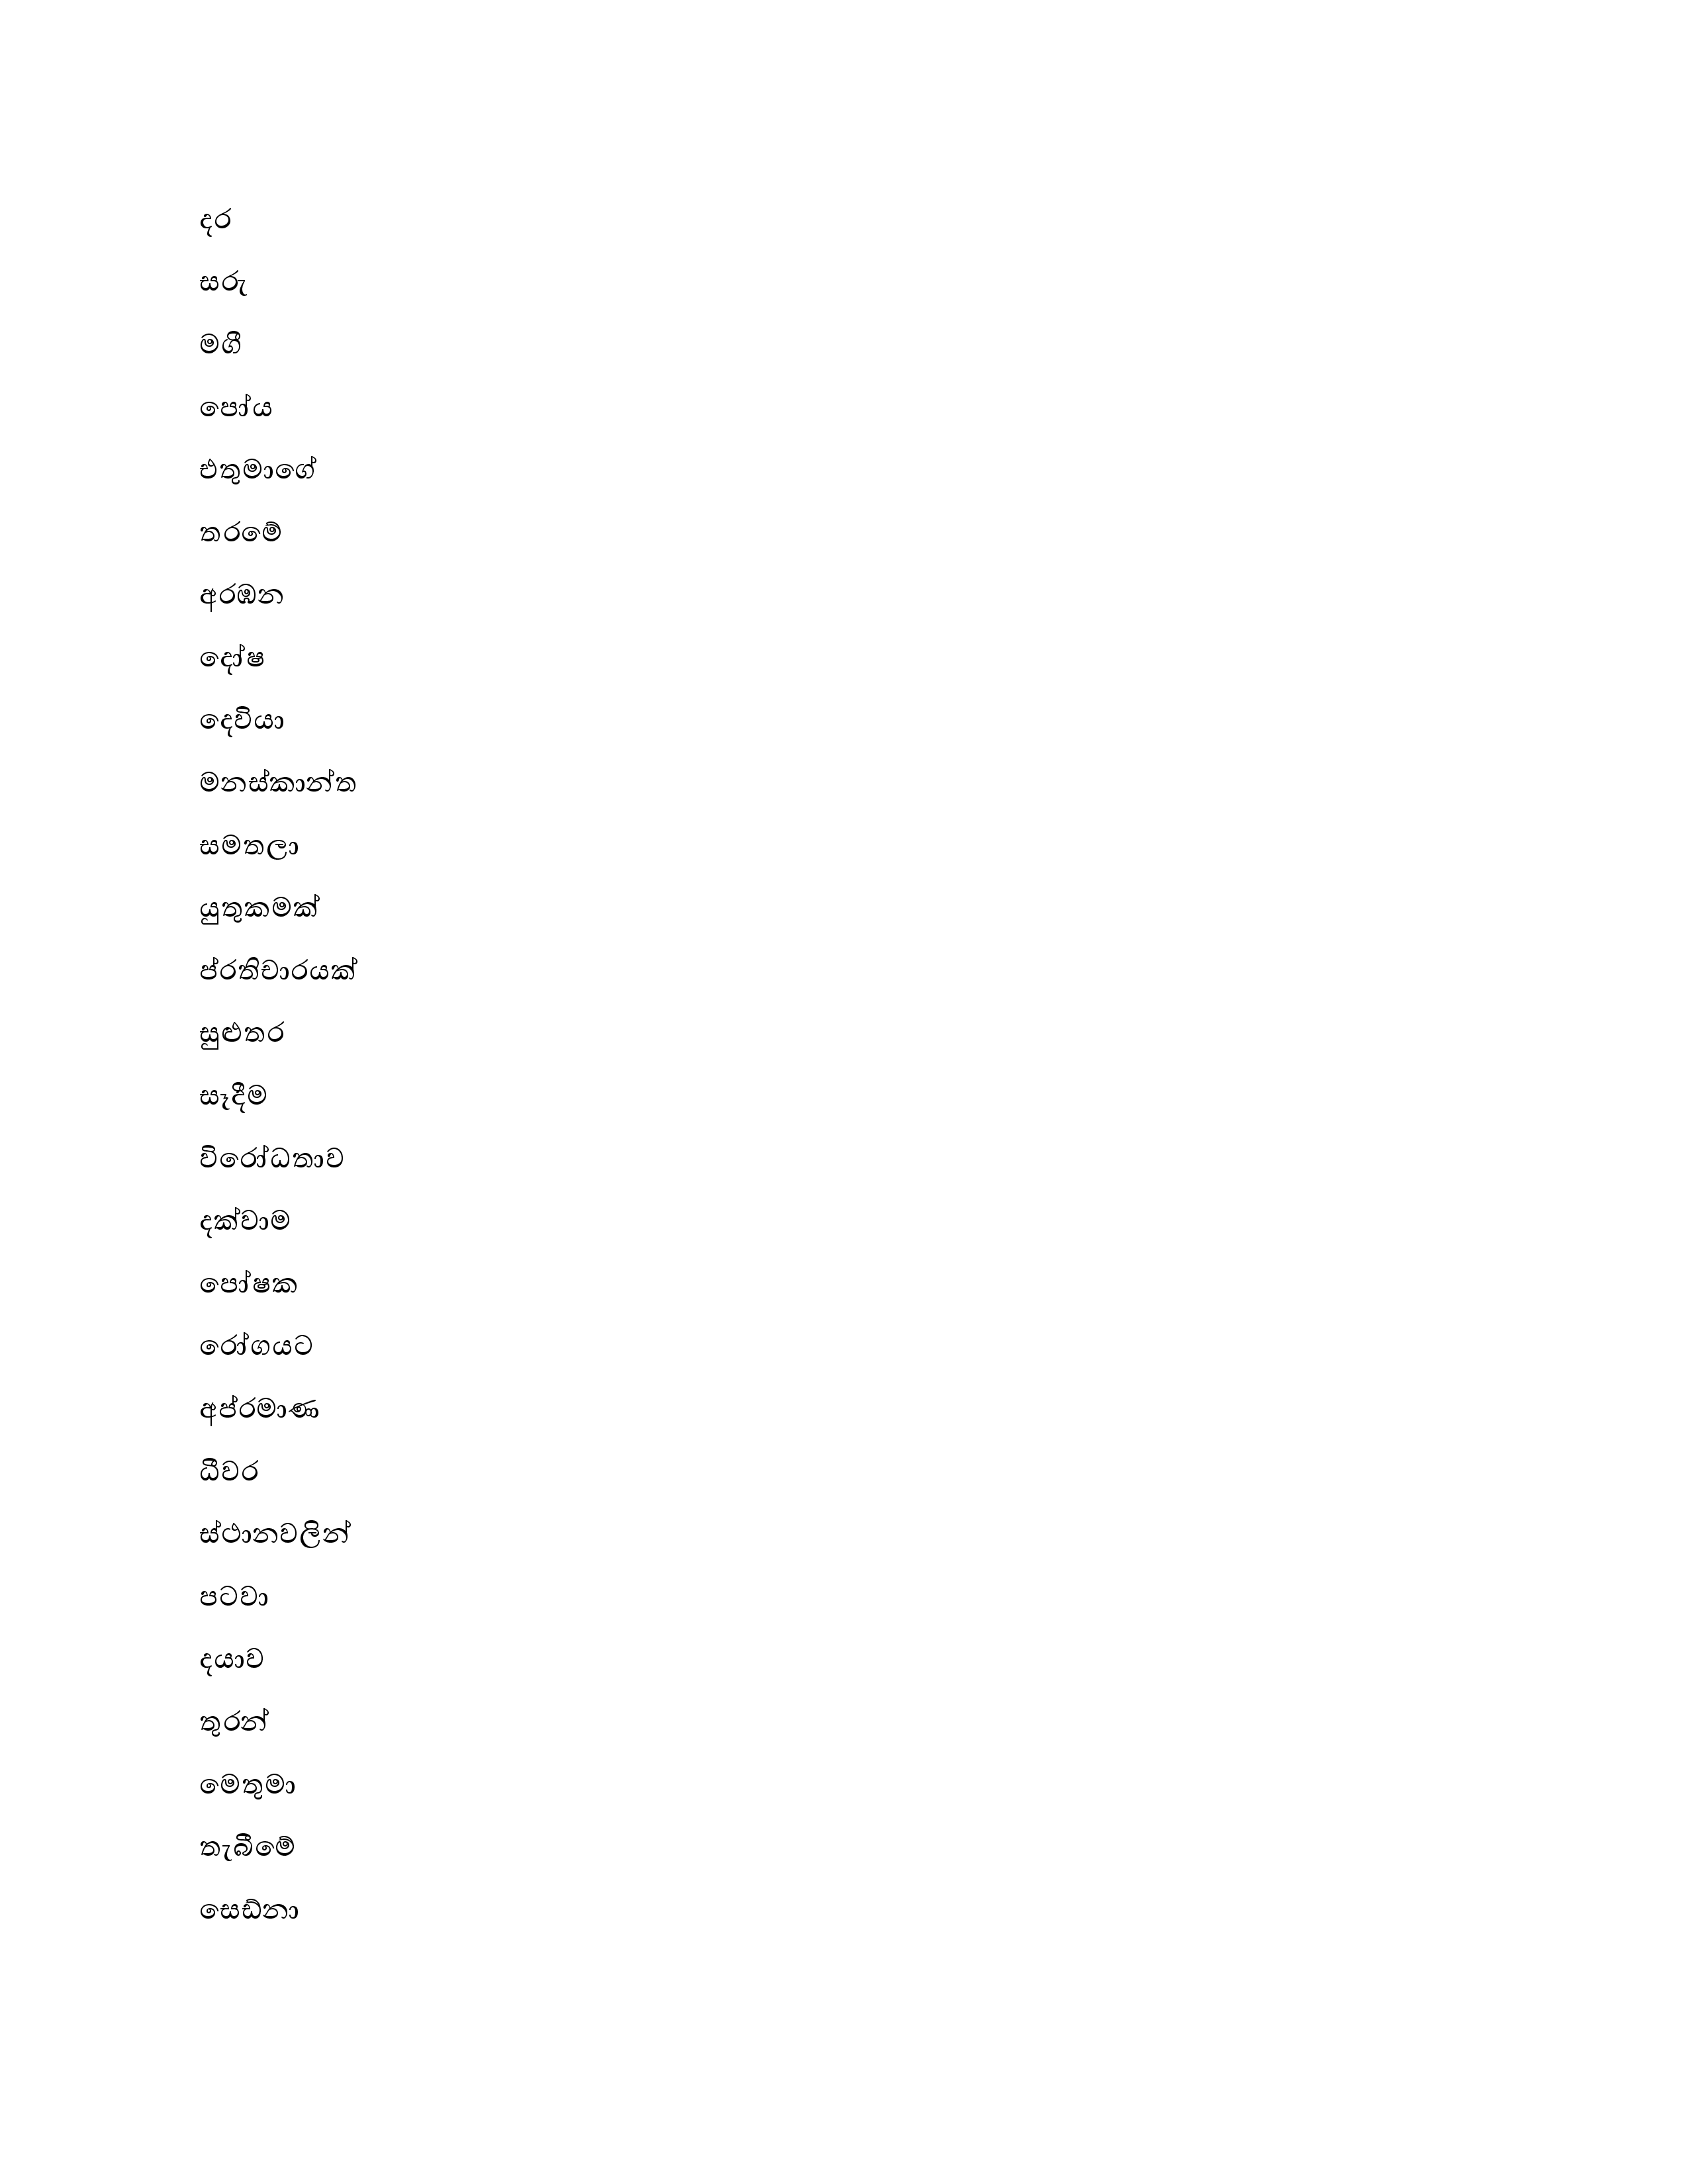 දර
සරු
මගී
පෝය
එතුමාගේ
තරමේ
අරඹන
දෝෂ
දෙවියා
මනස්කාන්ත
සමතලා
යුතුකමක්
ප්රතිචාරයක්
සුළුතර
සෑදීම
විරෝධතාව
දක්වාම
පෝෂක
රෝගයට
අප්රමාණ
ධීවර
ස්ථානවලින්
පටවා
දයාව
තුරන්
මෙතුමා
තැබීමේ
සෙඩ්නා